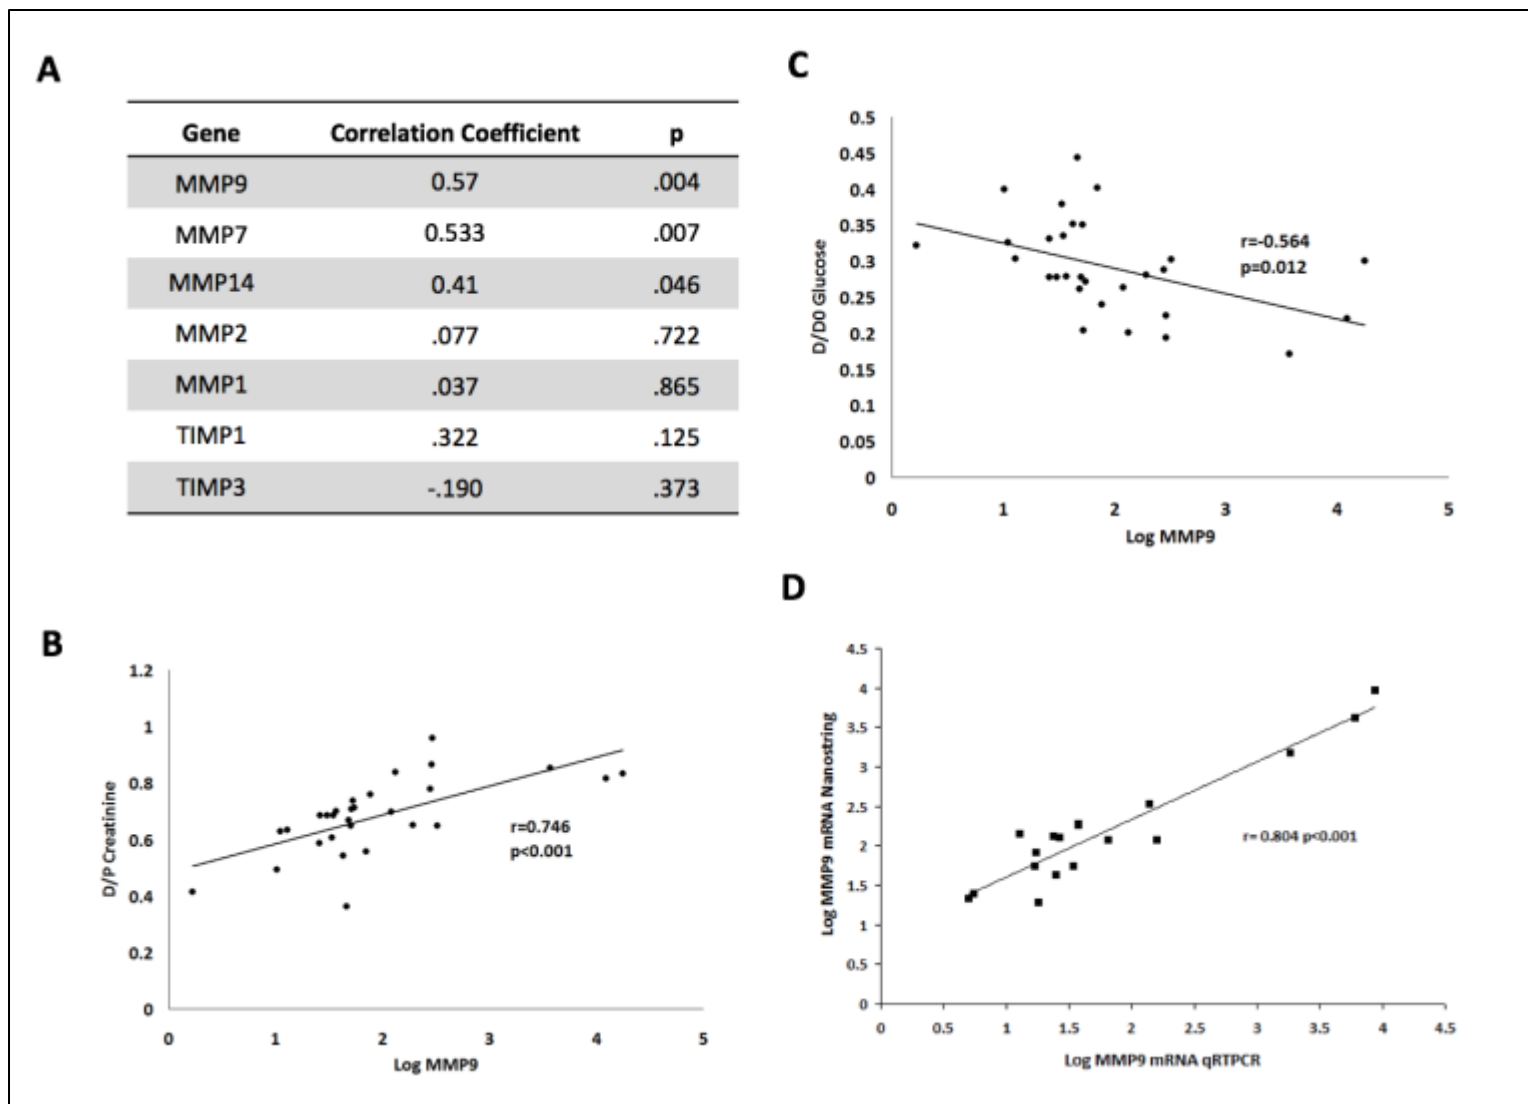 A
Gene Correlation Coefficient p
MMP9 0.57 .004
MMP7 0.533 .007
MMP14 0.41 .046
MMP2 .077 .722
MMP1 .037 .865
TIMP1 .322 .125
TIMP3 -.190 .373
B
1.2
1
0.8
0.6
0.4
0.2
0
D/P Creatinine
r=0.746
p<0.001
0 1 2 3 4 5
Log MMP9
C
0.5
0.45
0.4
0.35
0.3
0.25
0.2
0.15
0.1
0.05
0
D/D0 Glucose
r=-0.564
p=0.012
0 1 2 3 4 5
Log MMP9
D
4.5
4
3.5
3
2.5
2
1.5
1
0.5
0
Log MMP9 mRNA Nanostring
r= 0.804 p<0.001
0 0.5 1 1.5 2 2.5 3 3.5 4 4.5
Log MMP9 mRNA qRTPCR